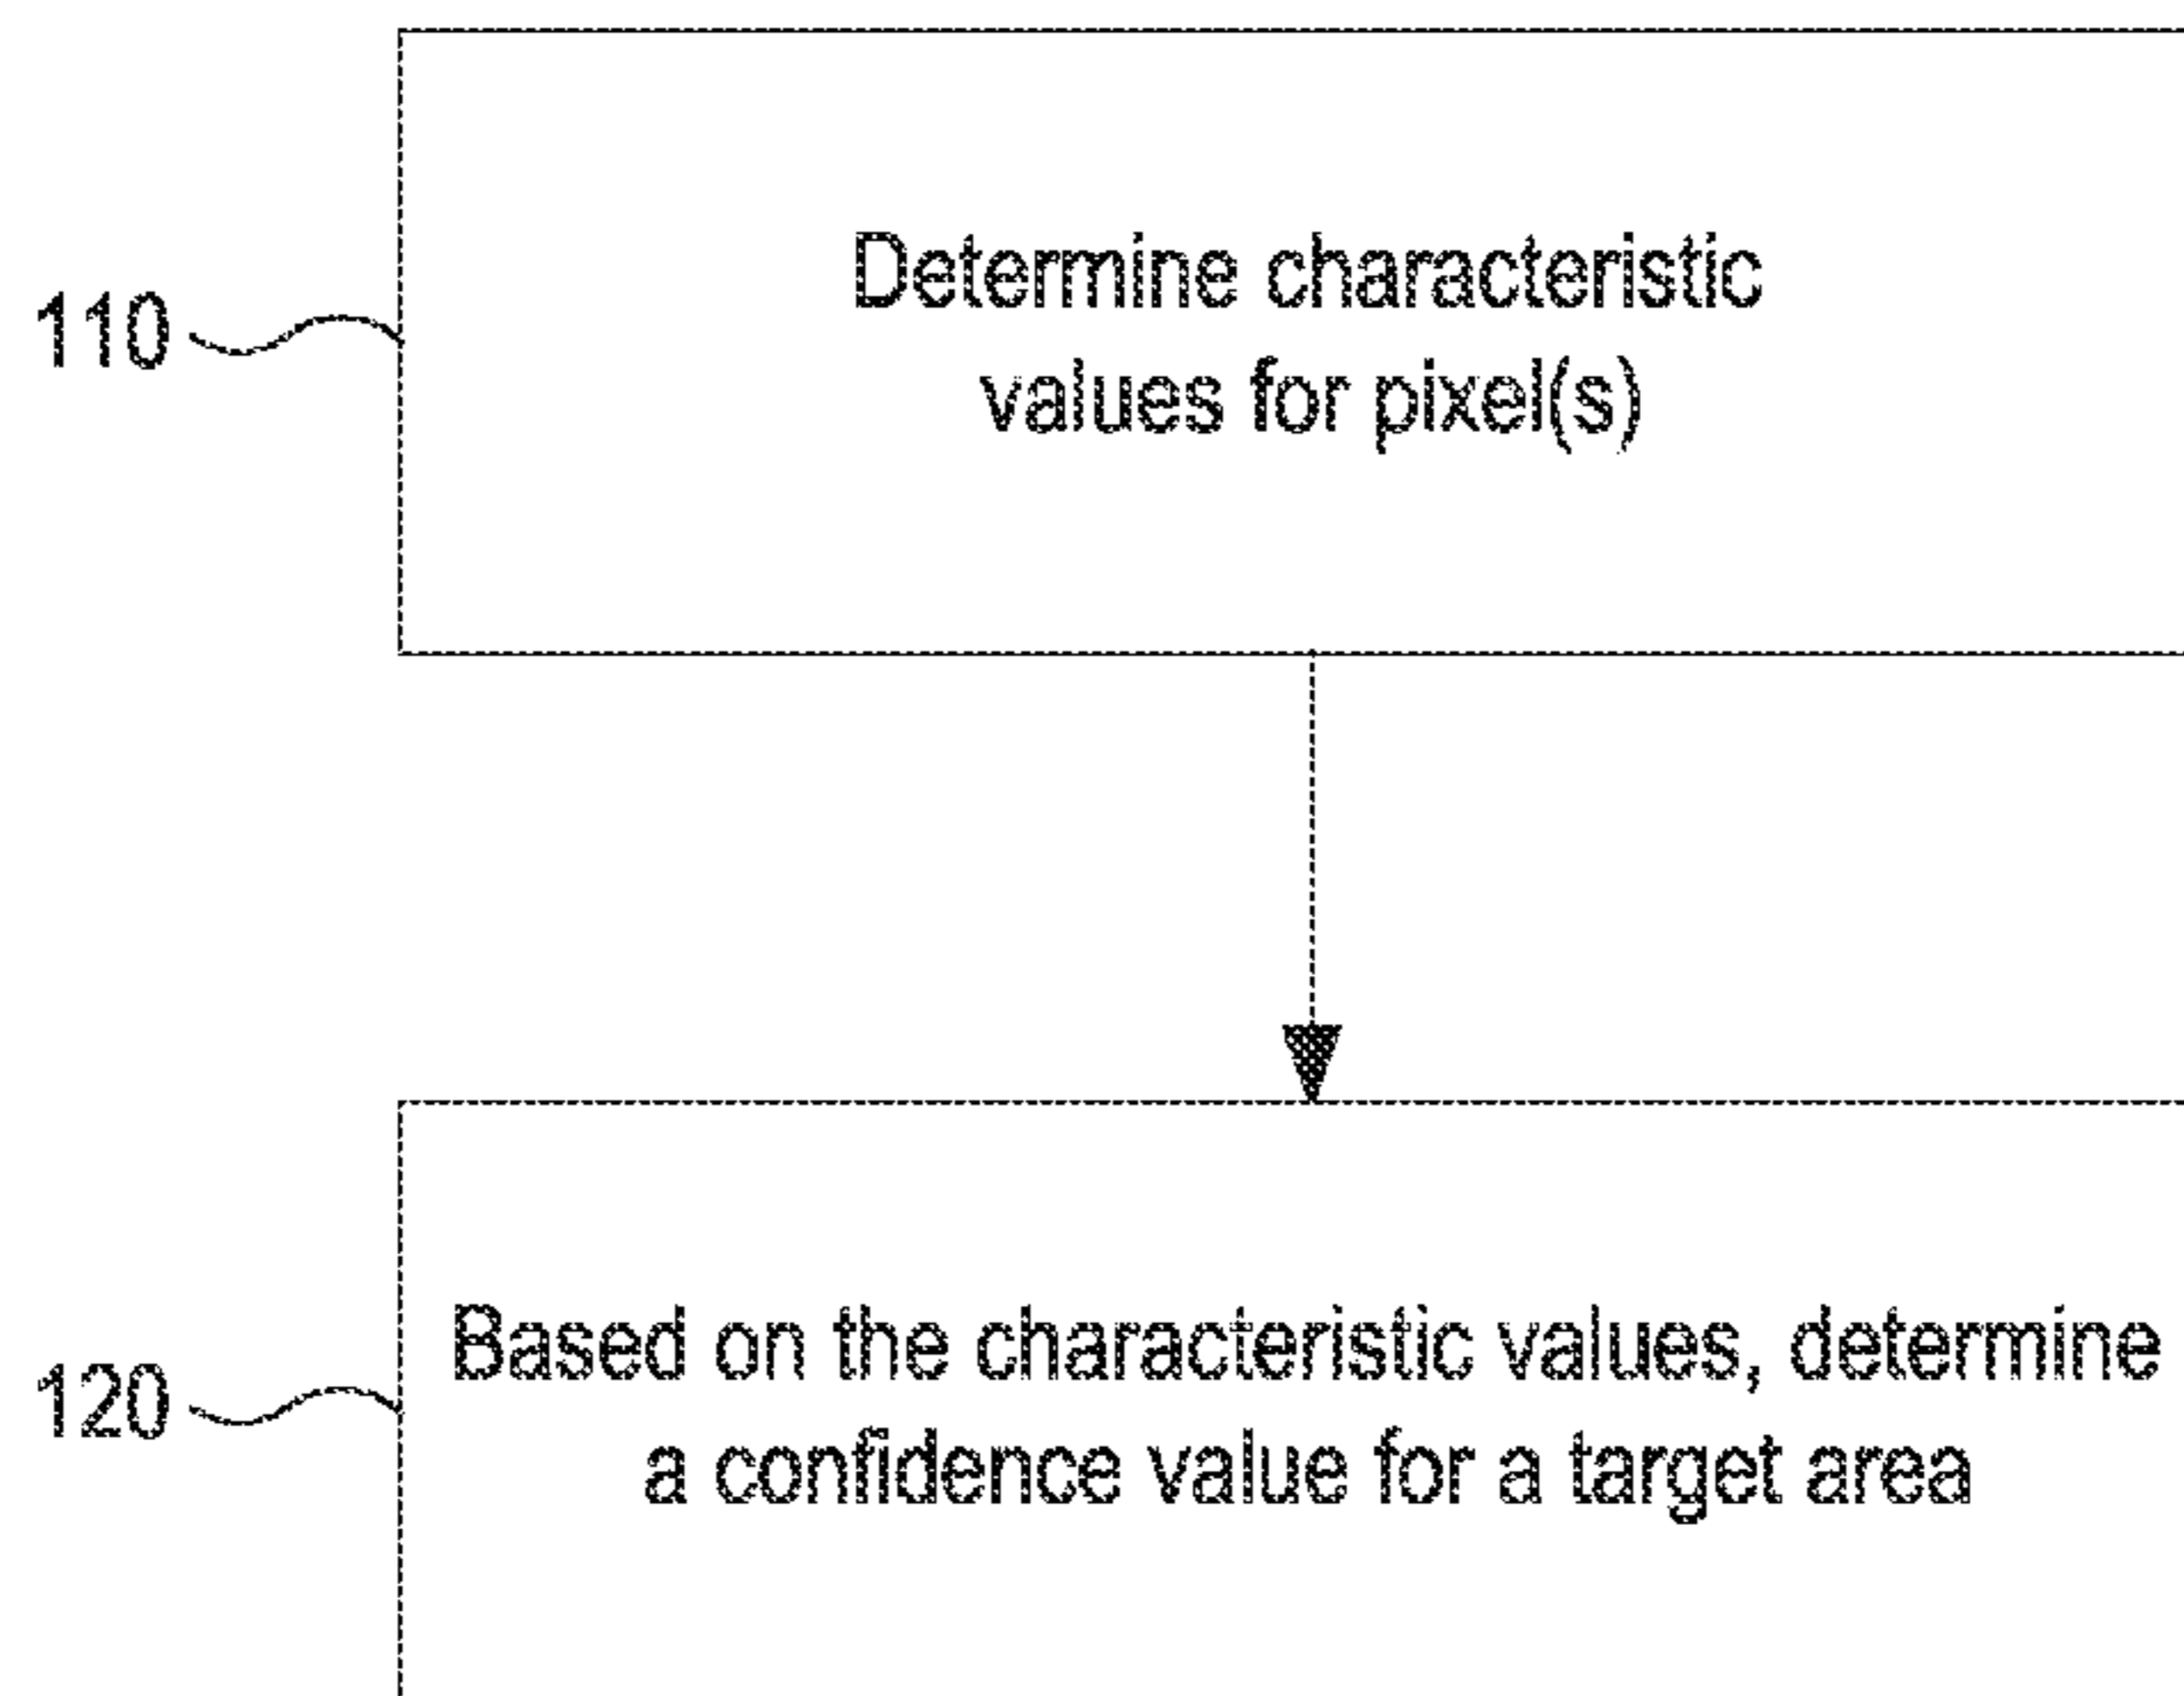 110
Determine characteristic
values for pixel(s)
120
Based on the characteristic values, determine
a confidence value for a target area